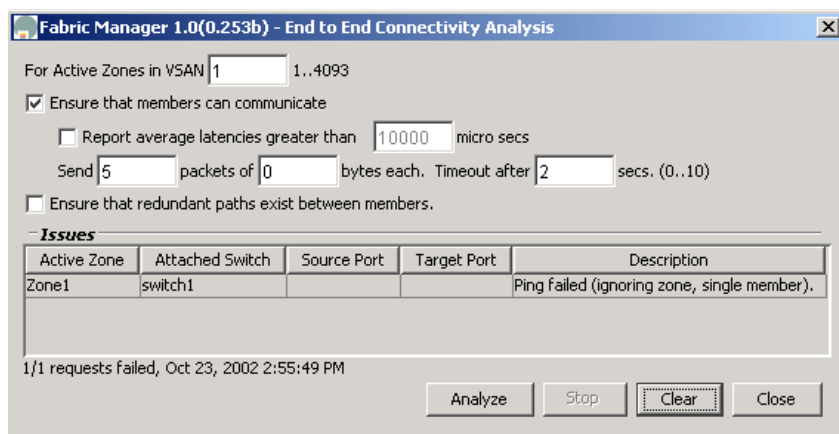 Fabric Manager 1.0(0.253b) - End to End Connectivity Analysis
For Active Zones in VSAN 1 1..4093
Ensure that members can communicate
Report average latencies greater than 10000 micro secs
Send 5 packets of 0 bytes each. Timeout after 2 secs. (0..10)
Ensure that redundant paths exist between members.
Issues
Active Zone Attached Switch Source Port Target Port Description
Zone1 switch1 Ping failed (ignoring zone, single member).
1/1 requests failed, Oct 23, 2002 2:55:49 PM
Analyze Stop Clear Close